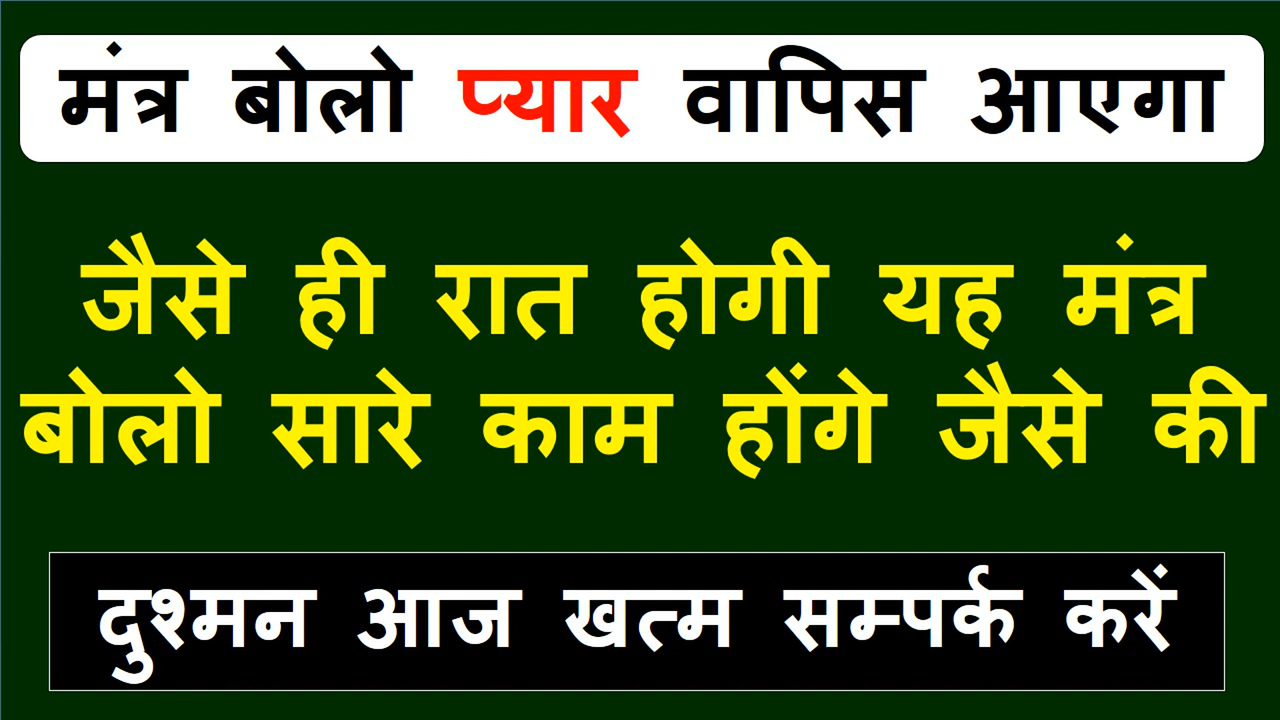 मंत्र बोलो प्यार वापिस आएगा
जैसे ही रात होगी यह मंत्र
बोलो सारे काम होंगे जैसे की
दुश्मन आज खत्म सम्पर्क करें